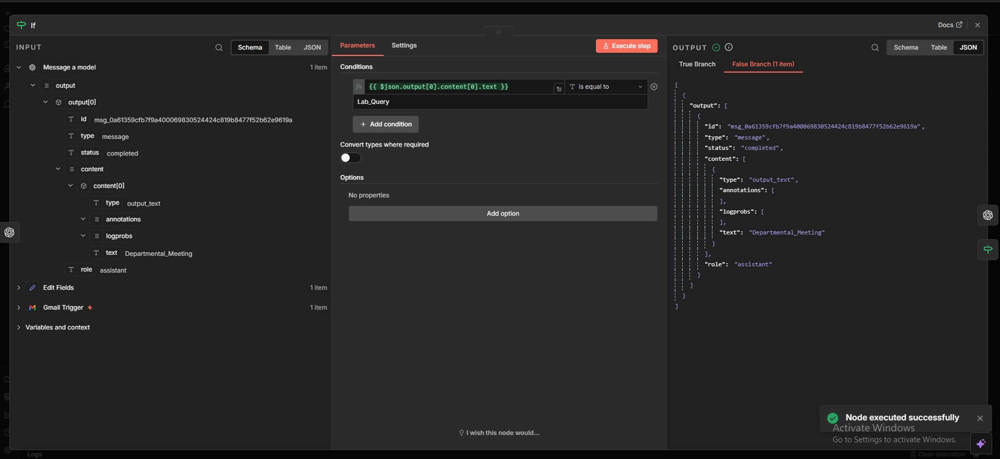 If
Docs
INPUT
Schema
Table
JSON
Message a model
1 item
output
output[0]
id
msg_0a61359cfb7f9a400069830524424c819b8477f52b62e9619a
type
message
status
completed
content
content[0]
type
output_text
annotations
logprobs
text
Departmental_Meeting
role
assistant
Edit Fields
1 item
Gmail Trigger
1 item
Variables and context
Parameters
Settings
Execute step
Conditions
fx
{{ $json.output[0].content[0].text }}
T is equal to
Lab_Query
+ Add condition
Convert types where required
Options
No properties
Add option
I wish this node would...
OUTPUT
Schema
Table
JSON
True Branch
False Branch (1 item)
[
{
"output": [
{
"id": "msg_0a61359cfb7f9a400069830524424c819b8477f52b62e9619a",
"type": "message",
"status": "completed",
"content": [
{
"type": "output_text",
"annotations": [
],
"logprobs": [
],
"text": "Departmental_Meeting"
}
],
"role": "assistant"
}
]
}
]
Node executed successfully
Activate Windows
Go to Settings to activate Windows.
Logs
Clear execution